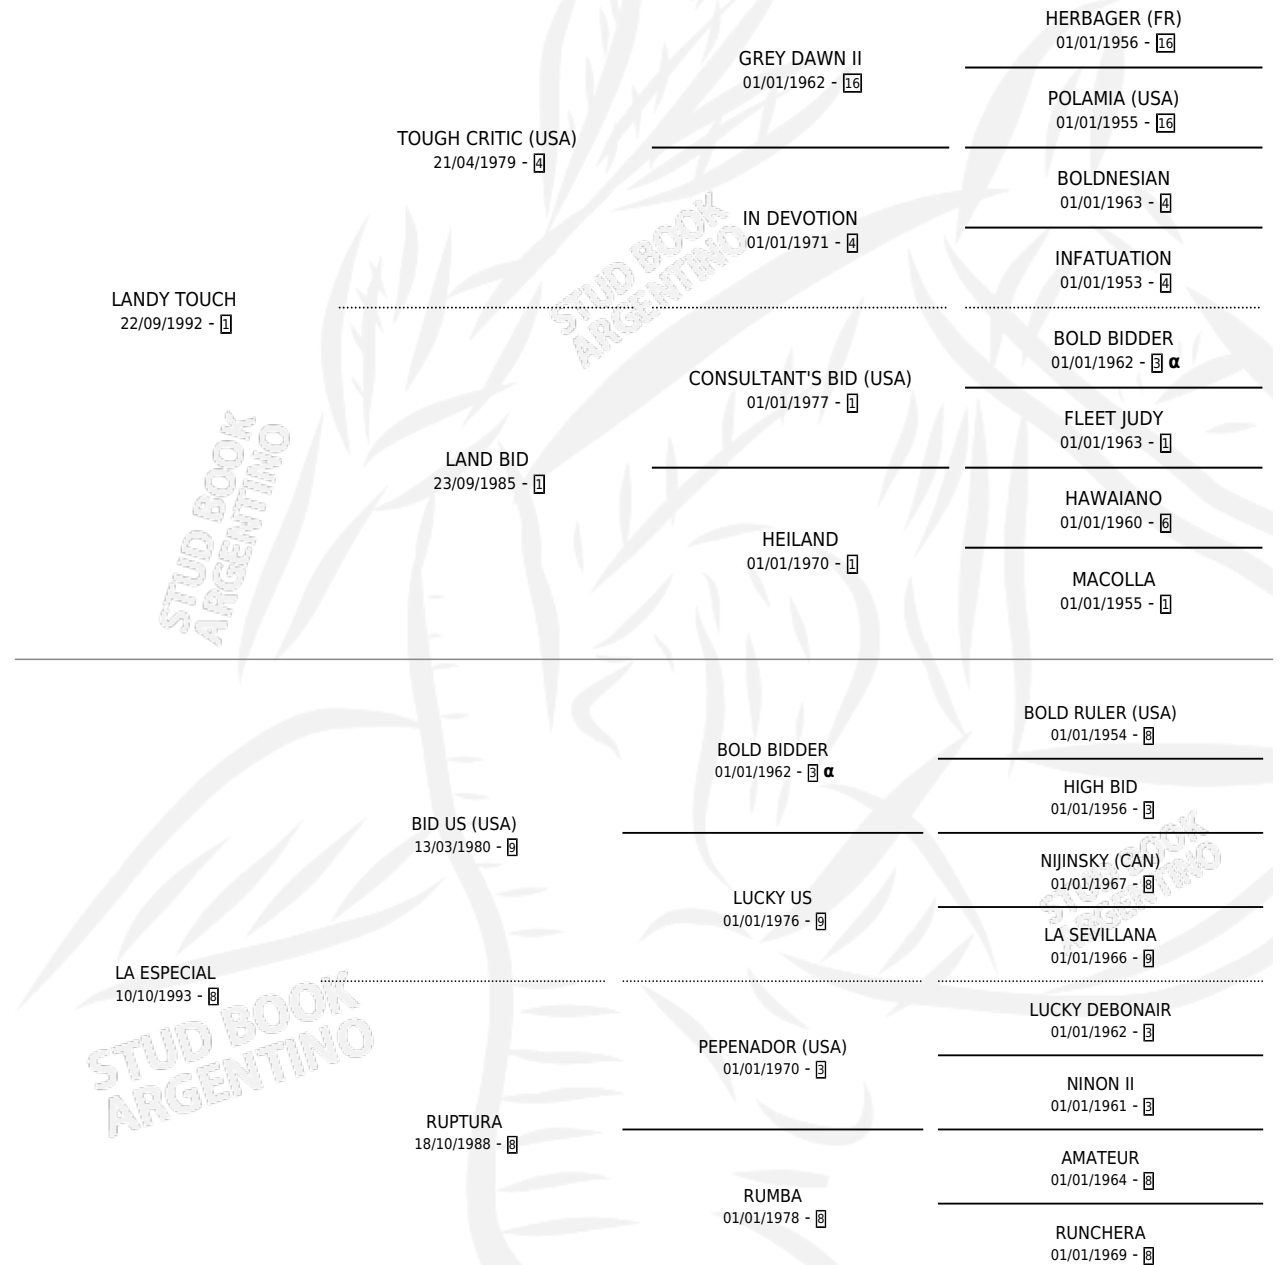 HERBAGER (FR)
01/01/1956 - 16
GREY DAWN II
01/01/1962 - 16
POLAMIA (USA)
01/01/1955 - 16
TOUGH CRITIC (USA)
21/04/1979 - 4
BOLDNESIAN
01/01/1963 - 4
IN DEVOTION
01/01/1971 - 4
INFATUATION
01/01/1953 - 4
LANDY TOUCH
22/09/1992 - 1
BOLD BIDDER
01/01/1962 - 3 α
CONSULTANT'S BID (USA)
01/01/1977 - 1
FLEET JUDY
01/01/1963 - 1
LAND BID
23/09/1985 - 1
HAWAIANO
01/01/1960 - 6
HEILAND
01/01/1970 - 1
MACOLLA
01/01/1955 - 1
BOLD RULER (USA)
01/01/1954 - 8
BOLD BIDDER
01/01/1962 - 3 α
HIGH BID
01/01/1956 - 3
BID US (USA)
13/03/1980 - 9
NIJINSKY (CAN)
01/01/1967 - 8
LUCKY US
01/01/1976 - 9
LA SEVILLANA
01/01/1966 - 9
LA ESPECIAL
10/10/1993 - 8
LUCKY DEBONAIR
01/01/1962 - 3
PEPENADOR (USA)
01/01/1970 - 3
NINON II
01/01/1961 - 3
RUPTURA
18/10/1988 - 8
AMATEUR
01/01/1964 - 8
RUMBA
01/01/1978 - 8
RUNCHERA
01/01/1969 - 8
STUD BOOK
ARGENTINO
STUD BOOK
ARGENTINO
STUD BOOK
ARGENTINO
STUD BOOK
ARGENTINO